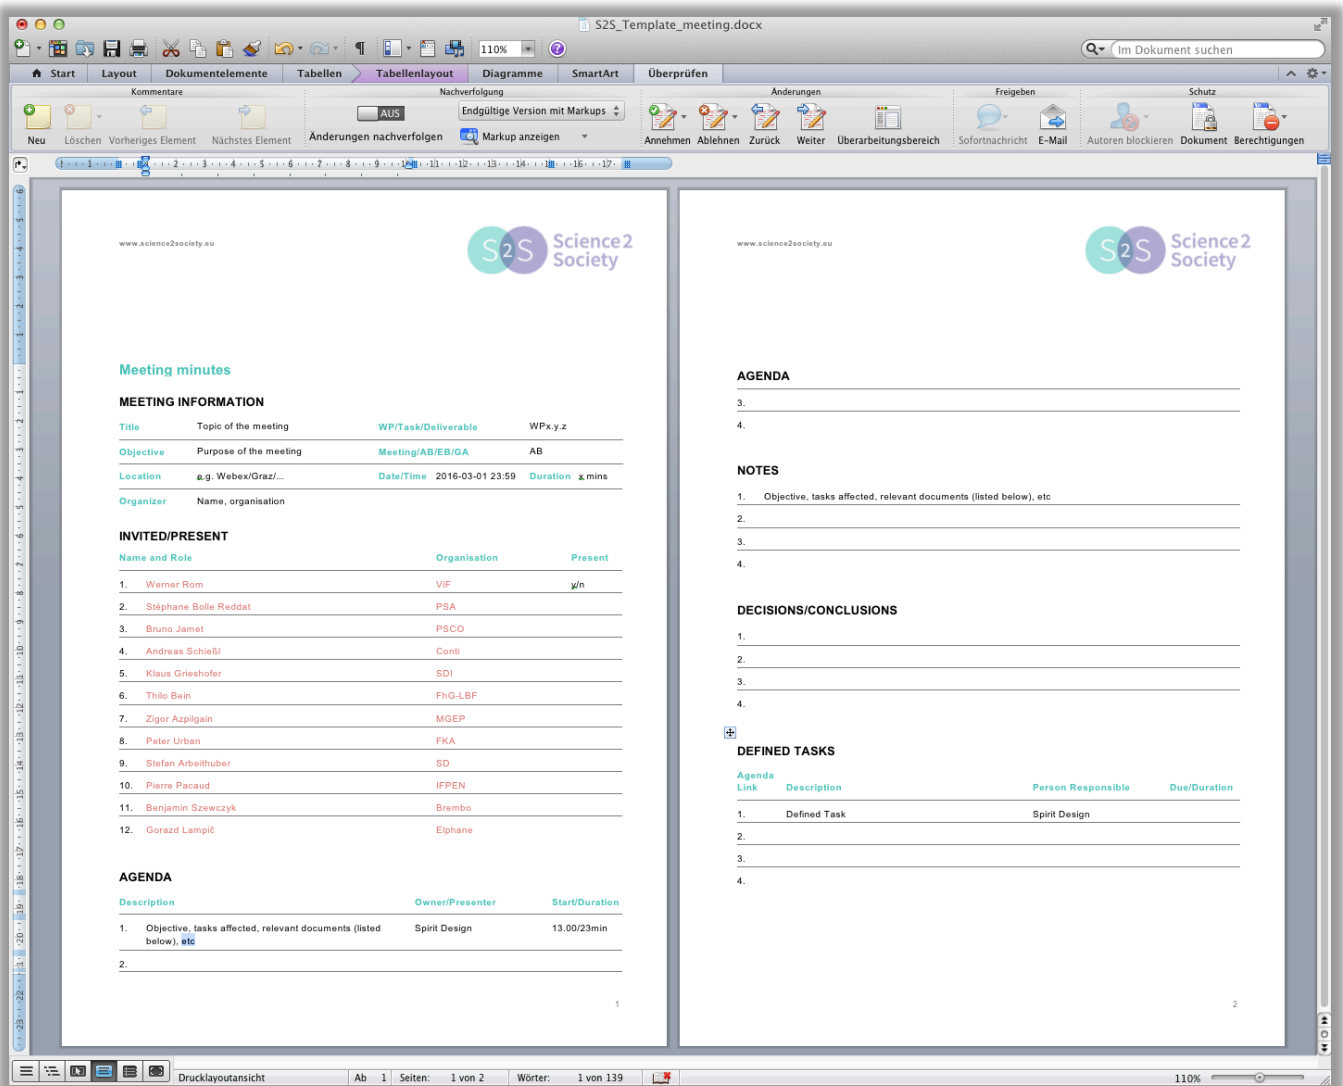 S2S_Template_meeting.docx
110%
Im Dokument suchen
Start Layout Dokumentelemente Tabellen Tabellenlayout Diagramme SmartArt Überprüfen
Kommentare Nachverfolgung Änderungen Freigeben Schutz
AUS Endgültige Version mit Markups
Änderungen nachverfolgen Markup anzeigen
Neu Löschen Vorheriges Element Nächstes Element Annehmen Ablehnen Zurück Weiter Überarbeitungsbereich Sofortnachricht E-Mail Autoren blockieren Dokument Berechtigungen
www.science2society.eu
S2S Science2
Society
Meeting minutes
MEETING INFORMATION
Title Topic of the meeting WP/Task/Deliverable WPx.y.z
Objective Purpose of the meeting Meeting/AB/EB/GA AB
Location e.g. Webex/Graz/... Date/Time 2016-03-01 23:59 Duration x mins
Organizer Name, organisation
INVITED/PRESENT
Name and Role Organisation Present
1. Werner Rom ViF y/n
2. Stéphane Bolle Reddat PSA
3. Bruno Jamet PSCO
4. Andreas Schießl Conti
5. Klaus Grieshofer SDI
6. Thilo Bein FhG-LBF
7. Zigor Azpilgain MGEP
8. Peter Urban FKA
9. Stefan Arbeithuber SD
10. Pierre Pacaud IFPEN
11. Benjamin Szewczyk Brembo
12. Gorazd Lampič Elphane
AGENDA
Description Owner/Presenter Start/Duration
1. Objective, tasks affected, relevant documents (listed Spirit Design 13.00/23min
below), etc
2.
1
www.science2society.eu
S2S Science2
Society
AGENDA
3.
4.
NOTES
1. Objective, tasks affected, relevant documents (listed below), etc
2.
3.
4.
DECISIONS/CONCLUSIONS
1.
2.
3.
4.
DEFINED TASKS
Agenda
Link Description Person Responsible Due/Duration
1. Defined Task Spirit Design
2.
3.
4.
2
Drucklayoutansicht Ab 1 Seiten: 1 von 2 Wörter: 1 von 139 110%